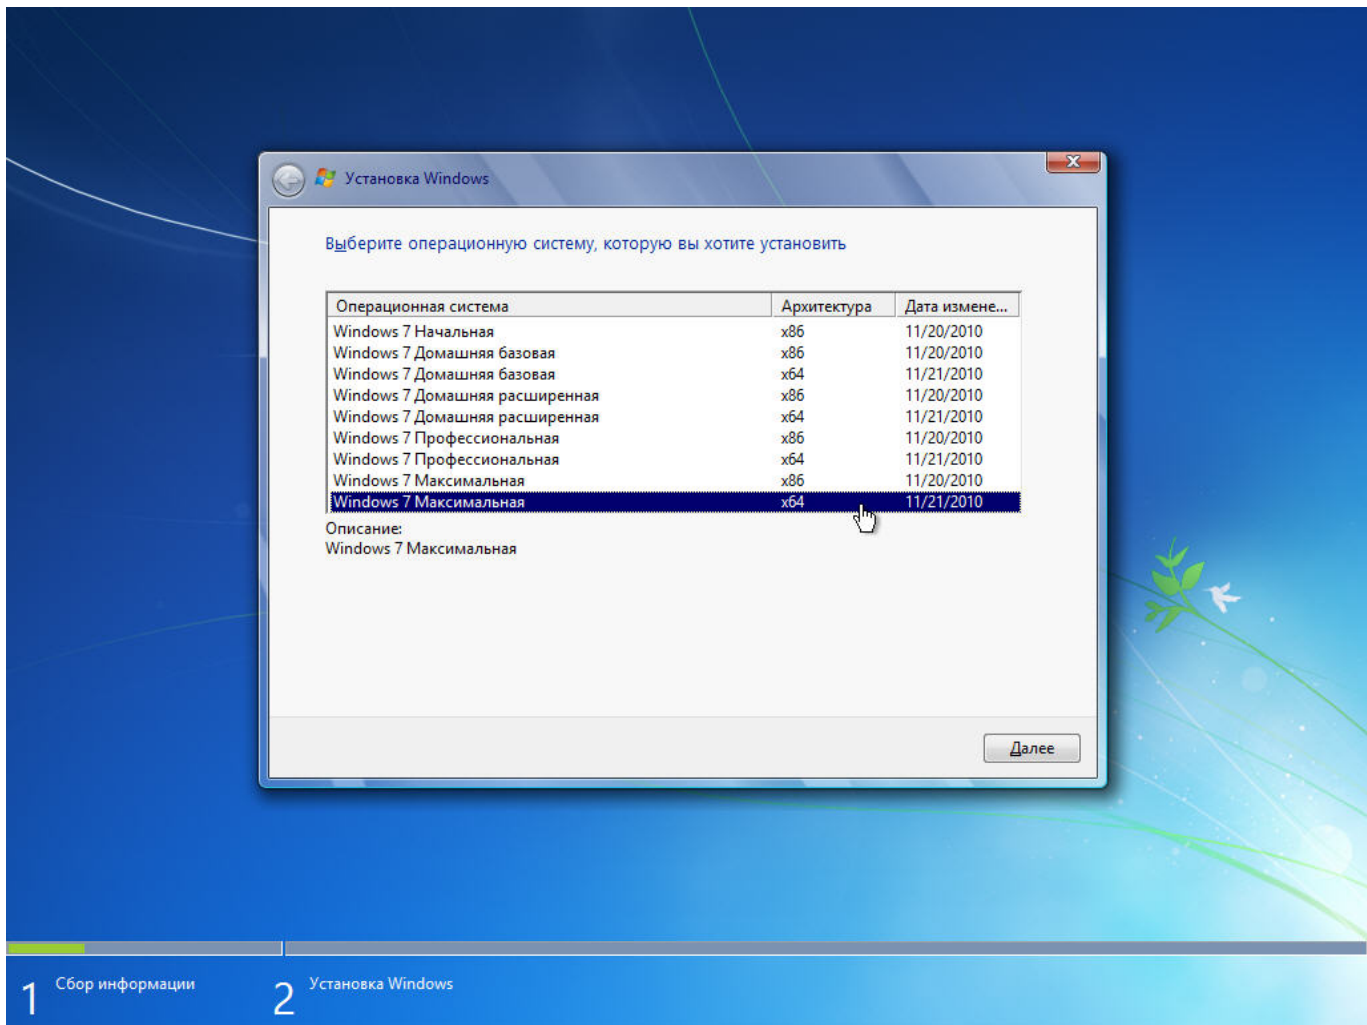 Установка Windows
Выберите операционную систему, которую вы хотите установить
Операционная система Архитектура Дата измене...
Windows 7 Начальная x86 11/20/2010
Windows 7 Домашняя базовая x86 11/20/2010
Windows 7 Домашняя базовая x64 11/21/2010
Windows 7 Домашняя расширенная x86 11/20/2010
Windows 7 Домашняя расширенная x64 11/21/2010
Windows 7 Профессиональная x86 11/20/2010
Windows 7 Профессиональная x64 11/21/2010
Windows 7 Максимальная x86 11/20/2010
Windows 7 Максимальная x64 11/21/2010
Описание:
Windows 7 Максимальная
Далее
1 Сбор информации 2 Установка Windows